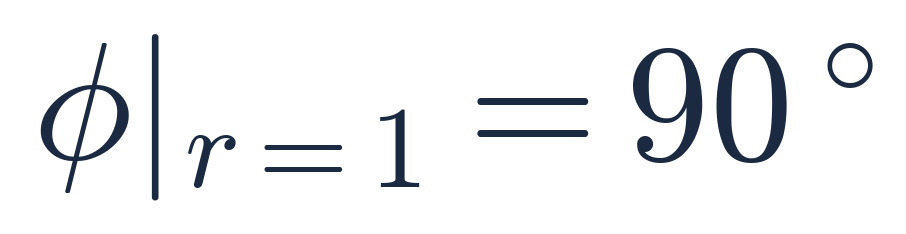 ϕ|r = 1 = 90°